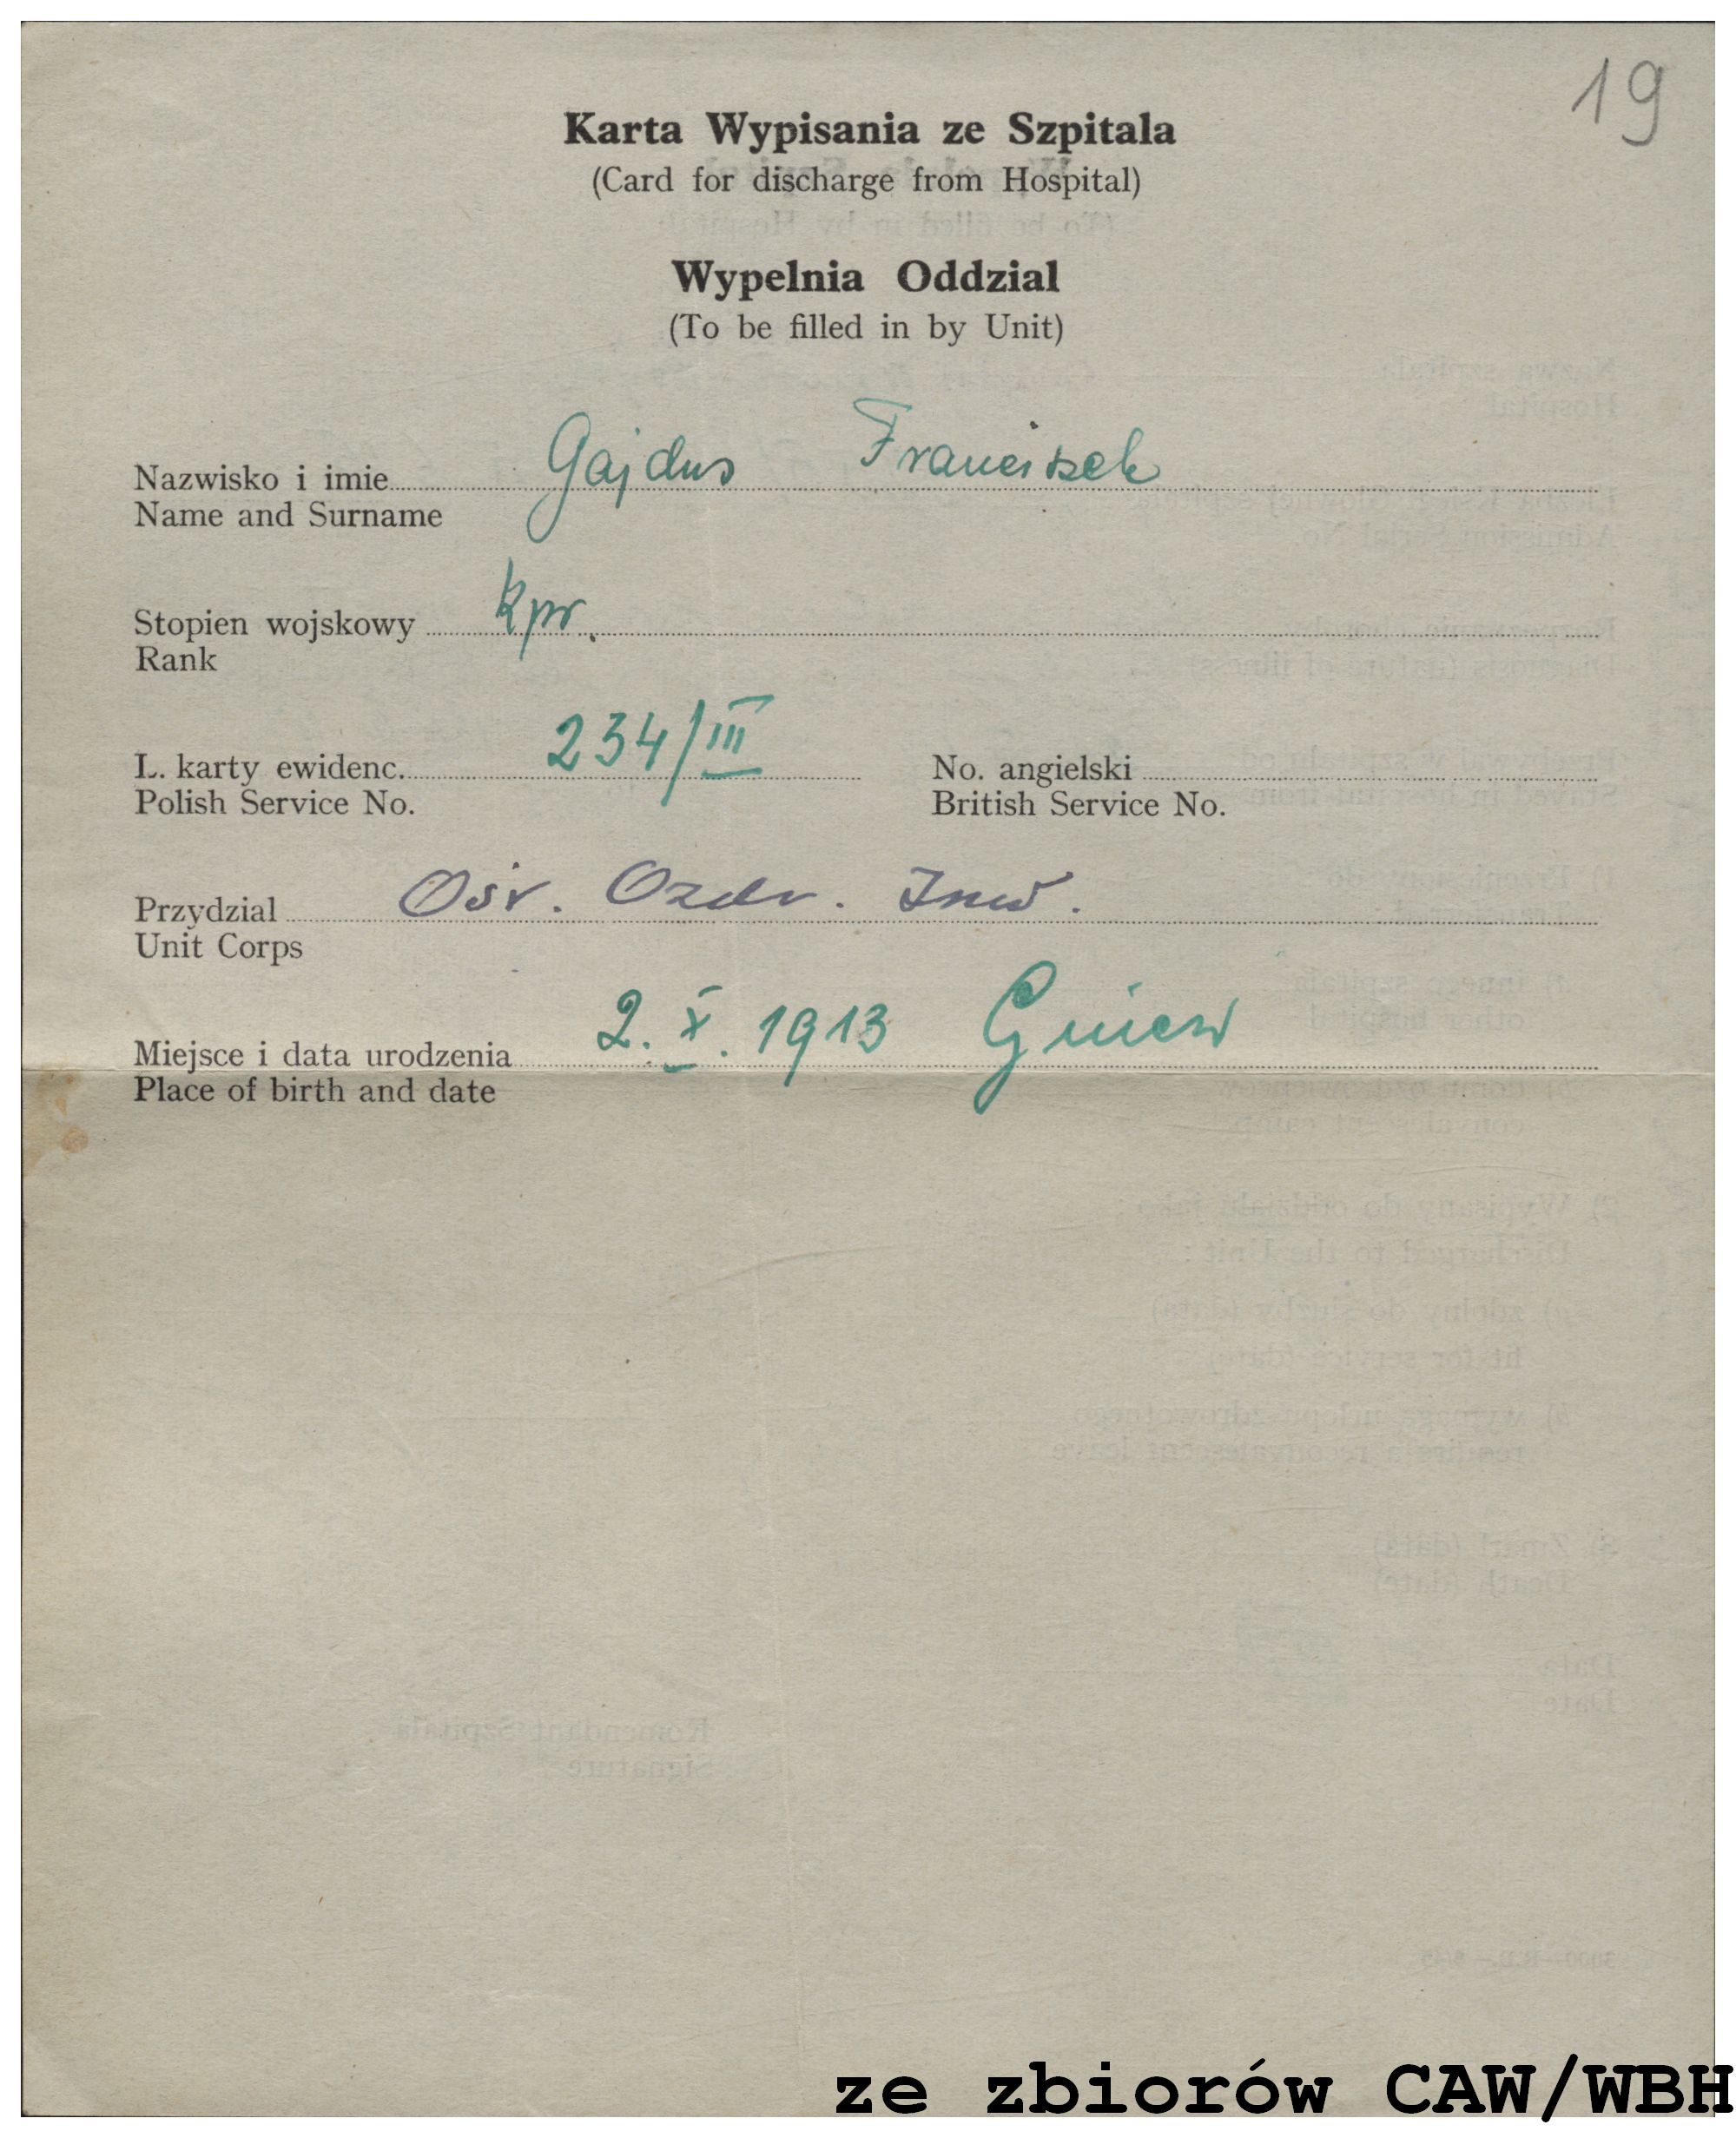 19
Karta Wypisania ze Szpitala
(Card for discharge from Hospital)
Wypelnia Oddzial
(To be filled in by Unit)
Nazwisko i imie Gajdus Franciszek
Name and Surname
Stopien wojskowy kpr.
Rank
L. karty ewidenc. 234/III No. angielski
Polish Service No. British Service No.
Przydzial Ośr. Ozdr. Inw.
Unit Corps
Miejsce i data urodzenia 2. X. 1913 Gniew
Place of birth and date
ze zbiorów CAW/WBH